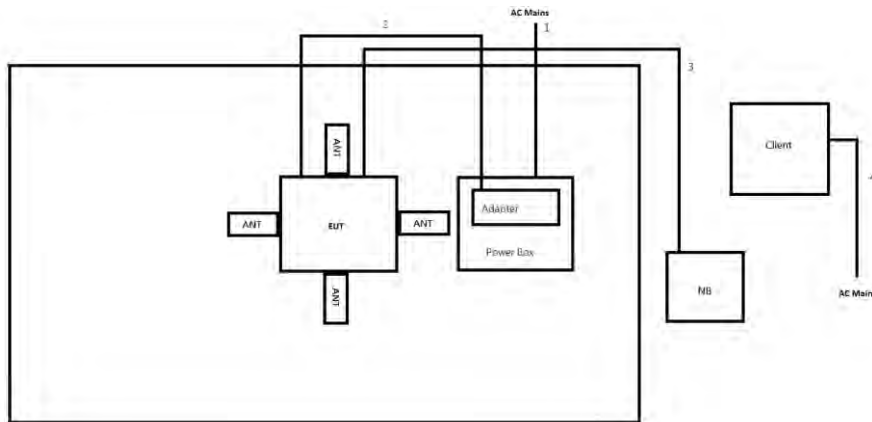 AC Mains
2
1
3
Client
ANT
ANT
EUT
ANT
ANT
Adapter
Power Box
NB
AC Mains